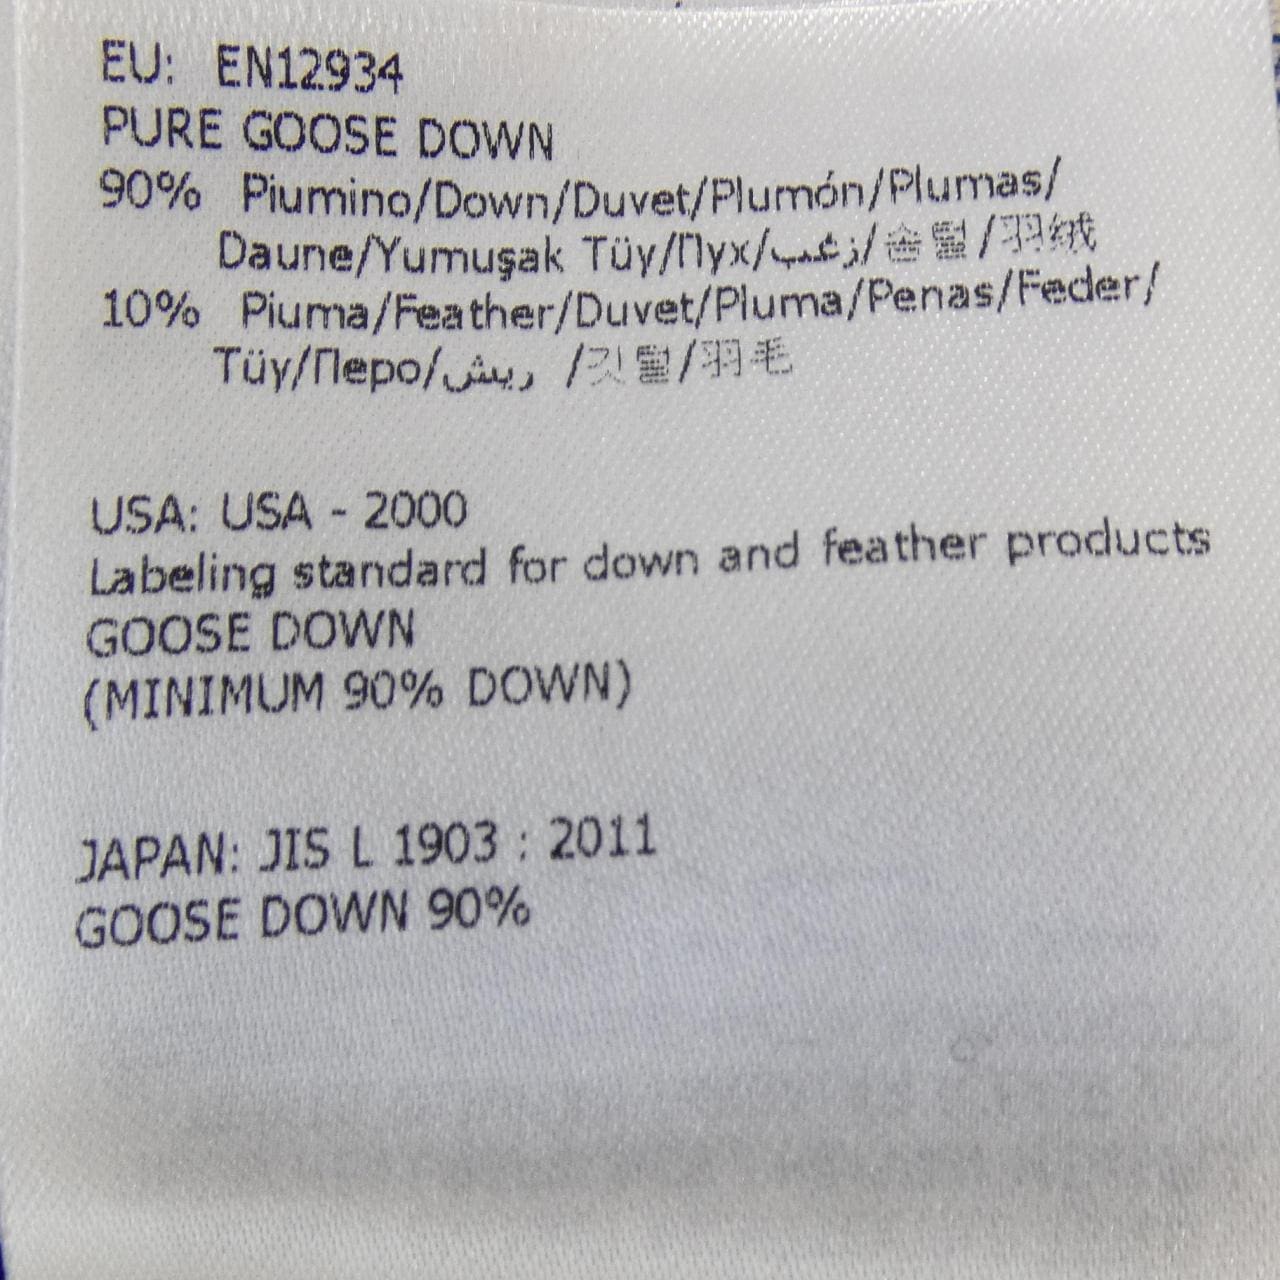 EU: EN12934
PURE GOOSE DOWN
90% Piumino/Down/Duvet/Plumón/Plumas/
Daune/Yumuşak Tüy/Пух/زغب/솜털/羽绒
10% Piuma/Feather/Duvet/Pluma/Penas/Feder/
Tüy/Перо/ريش /깃털/羽毛
USA: USA - 2000
Labeling standard for down and feather products
GOOSE DOWN
(MINIMUM 90% DOWN)
JAPAN: JIS L 1903 : 2011
GOOSE DOWN 90%